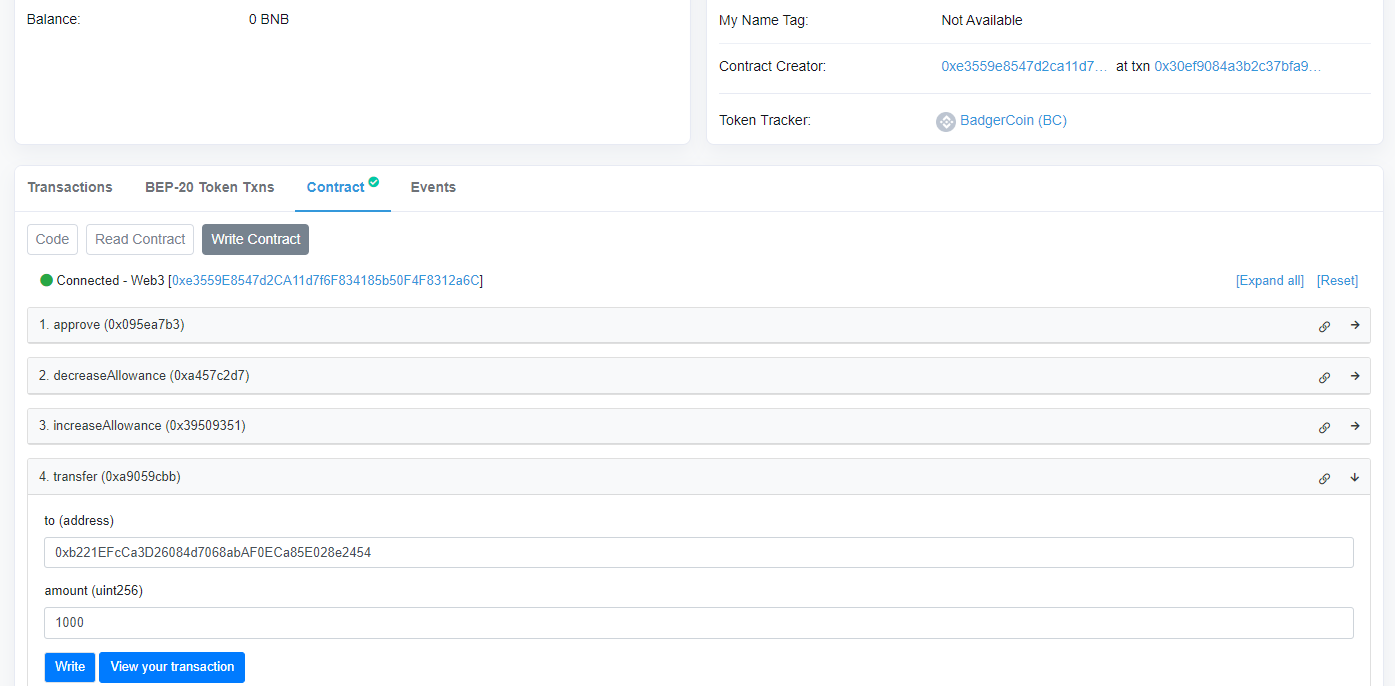 Balance: 0 BNB
My Name Tag: Not Available
Contract Creator: 0xe3559e8547d2ca11d7... at txn 0x30ef9084a3b2c37bfa9...
Token Tracker: BadgerCoin (BC)
Transactions BEP-20 Token Txns Contract Events
Code Read Contract Write Contract
Connected - Web3 [0xe3559E8547d2CA11d7f6F834185b50F4F8312a6C] [Expand all] [Reset]
1. approve (0x095ea7b3)
2. decreaseAllowance (0xa457c2d7)
3. increaseAllowance (0x39509351)
4. transfer (0xa9059cbb)
to (address)
0xb221EFcCa3D26084d7068abAF0ECa85E028e2454
amount (uint256)
1000
Write View your transaction